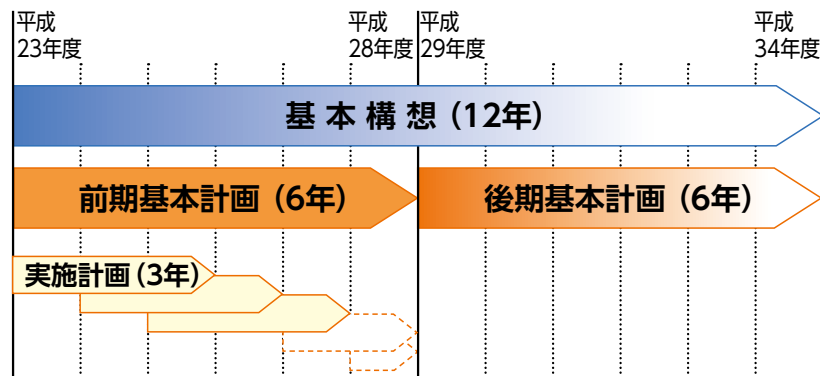 平成
23年度
平成
28年度
平成
29年度
平成
34年度
基本構想（12年）
前期基本計画（6年）
後期基本計画（6年）
実施計画（3年）